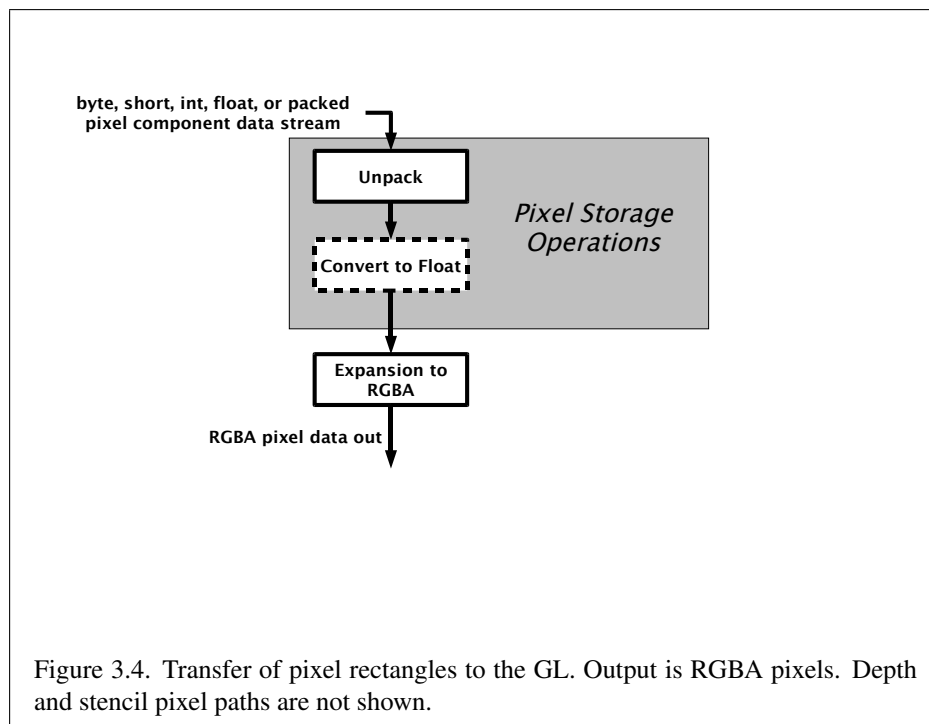 byte, short, int, float, or packed
pixel component data stream
Unpack
Pixel Storage
Operations
Convert to Float
Expansion to
RGBA
RGBA pixel data out
Figure 3.4. Transfer of pixel rectangles to the GL. Output is RGBA pixels. Depth
and stencil pixel paths are not shown.